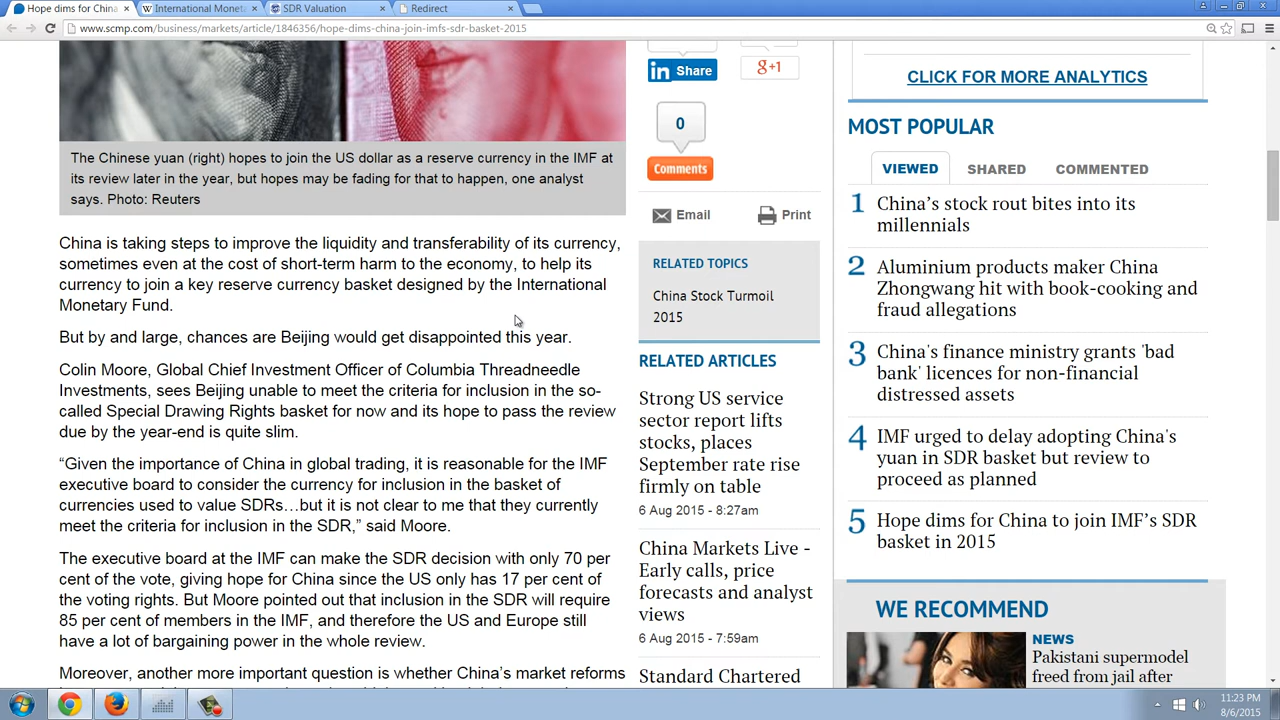 Hope dims for China
International Moneta
SDR Valuation
Redirect
www.scmp.com/business/markets/article/1846356/hope-dims-china-join-imfs-sdr-basket-2015
in Share
g+1
0
Comments
Email
Print
The Chinese yuan (right) hopes to join the US dollar as a reserve currency in the IMF at
its review later in the year, but hopes may be fading for that to happen, one analyst
says. Photo: Reuters
China is taking steps to improve the liquidity and transferability of its currency,
sometimes even at the cost of short-term harm to the economy, to help its
currency to join a key reserve currency basket designed by the International
Monetary Fund.
But by and large, chances are Beijing would get disappointed this year.
Colin Moore, Global Chief Investment Officer of Columbia Threadneedle
Investments, sees Beijing unable to meet the criteria for inclusion in the so-
called Special Drawing Rights basket for now and its hope to pass the review
due by the year-end is quite slim.
“Given the importance of China in global trading, it is reasonable for the IMF
executive board to consider the currency for inclusion in the basket of
currencies used to value SDRs…but it is not clear to me that they currently
meet the criteria for inclusion in the SDR,” said Moore.
The executive board at the IMF can make the SDR decision with only 70 per
cent of the vote, giving hope for China since the US only has 17 per cent of
the voting rights. But Moore pointed out that inclusion in the SDR will require
85 per cent of members in the IMF, and therefore the US and Europe still
have a lot of bargaining power in the whole review.
Moreover, another more important question is whether China’s market reforms
RELATED TOPICS
China Stock Turmoil
2015
RELATED ARTICLES
Strong US service
sector report lifts
stocks, places
September rate rise
firmly on table
6 Aug 2015 - 8:27am
China Markets Live -
Early calls, price
forecasts and analyst
views
6 Aug 2015 - 7:59am
Standard Chartered
CLICK FOR MORE ANALYTICS
MOST POPULAR
VIEWED
SHARED
COMMENTED
1 China’s stock rout bites into its
millennials
2 Aluminium products maker China
Zhongwang hit with book-cooking and
fraud allegations
3 China's finance ministry grants 'bad
bank' licences for non-financial
distressed assets
4 IMF urged to delay adopting China's
yuan in SDR basket but review to
proceed as planned
5 Hope dims for China to join IMF’s SDR
basket in 2015
WE RECOMMEND
NEWS
Pakistani supermodel
freed from jail after
11:23 PM
8/6/2015